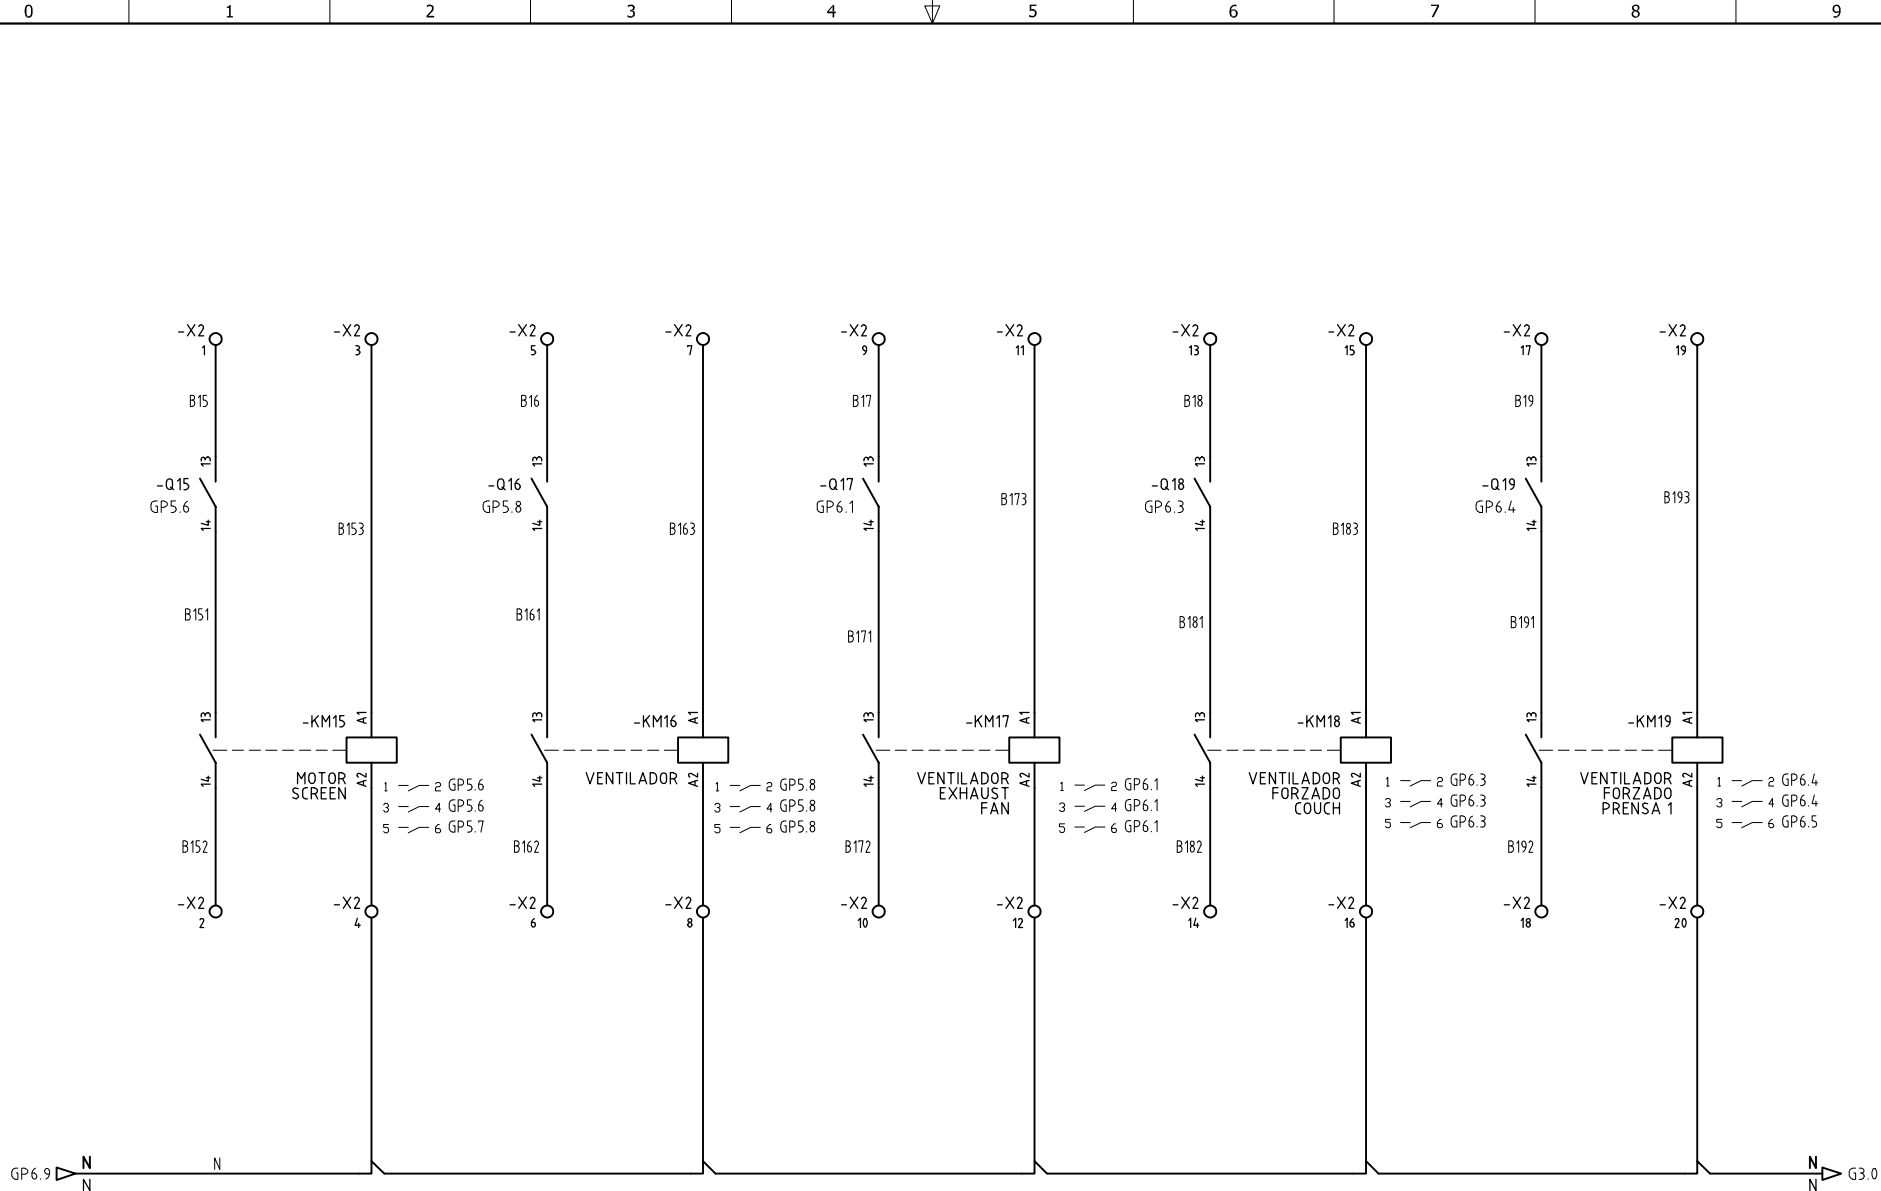 0 1 2 3 4 5 6 7 8 9
-X2 -X2 -X2 -X2 -X2 -X2 -X2 -X2 -X2 -X2
1 3 5 7 9 11 13 15 17 19
B15 B16 B17 B18 B19
13 13 13 13 13
-Q15 -Q16 -Q17 B173 -Q18 -Q19 B193
GP5.6 GP5.8 GP6.1 GP6.3 GP6.4
14 B153 14 B163 14 14 B183 14
B151 B161 B171 B181 B191
13 -KM15 A1 13 -KM16 A1 13 -KM17 A1 13 -KM18 A1 13 -KM19 A1
14 MOTOR A2 14 VENTILADOR A2 14 VENTILADOR A2 14 VENTILADOR A2 14 VENTILADOR A2
SCREEN EXHAUST FORZADO FORZADO
FAN COUCH PRENSA 1
1 2 GP5.6 1 2 GP5.8 1 2 GP6.1 1 2 GP6.3 1 2 GP6.4
3 4 GP5.6 3 4 GP5.8 3 4 GP6.1 3 4 GP6.3 3 4 GP6.4
5 6 GP5.7 5 6 GP5.8 5 6 GP6.1 5 6 GP6.3 5 6 GP6.5
B152 B162 B172 B182 B192
-X2 -X2 -X2 -X2 -X2 -X2 -X2 -X2 -X2 -X2
2 4 6 8 10 12 14 16 18 20
GP6.9 N N N G3.0
N N